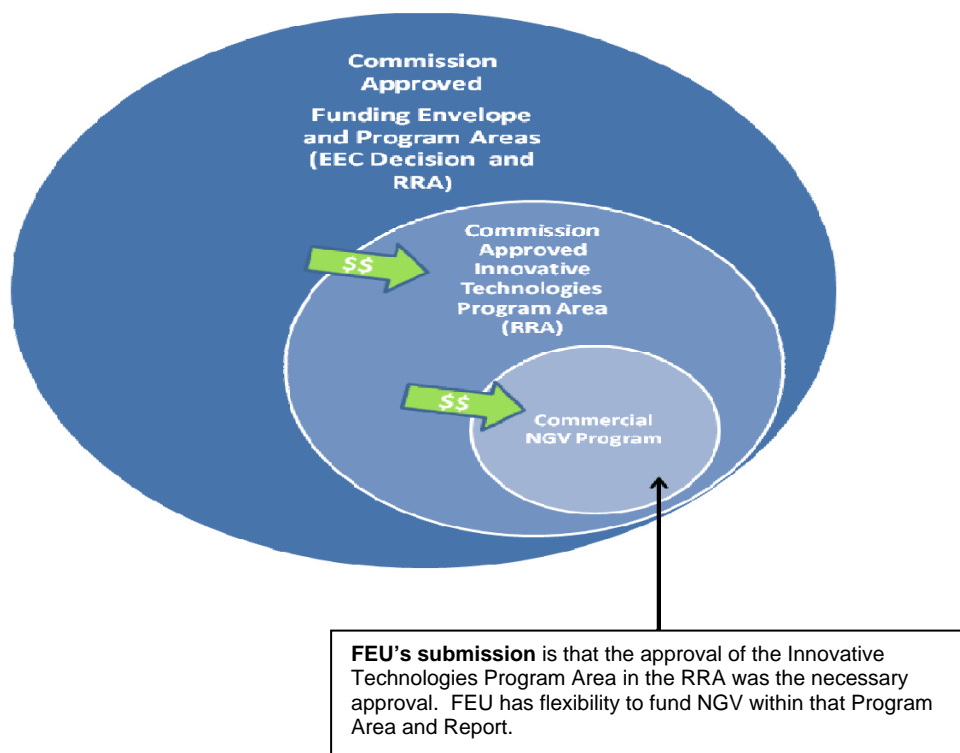 Commission
Approved
Funding Envelope
and Program Areas
(EEC Decision and
RRA)
Commission
Approved
Innovative
Technologies
Program Area
(RRA)
$$
$$
Commercial
NGV Program
FEU's submission is that the approval of the Innovative
Technologies Program Area in the RRA was the necessary
approval. FEU has flexibility to fund NGV within that Program
Area and Report.